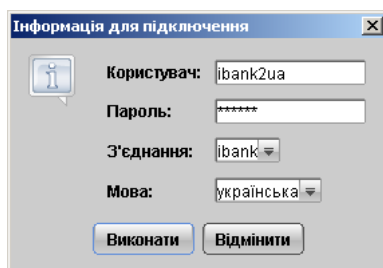 Інформація для підключення
Користувач: ibank2ua
Пароль: ******
З'єднання: ibank
Мова: українська
Виконати Відмінити